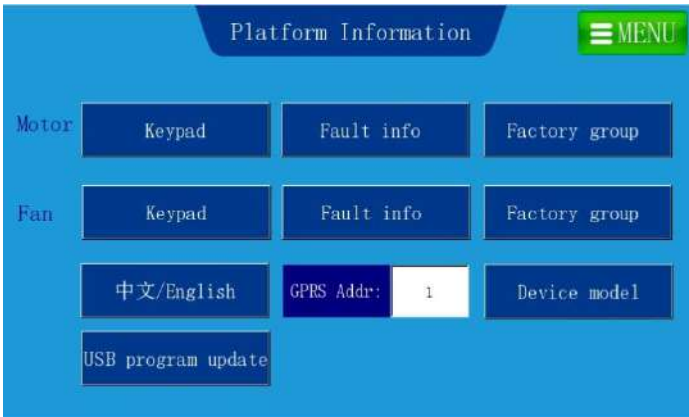 Platform Information
MENU
Motor Keypad Fault info Factory group
Fan Keypad Fault info Factory group
中文/English GPRS Addr: 1 Device model
USB program update